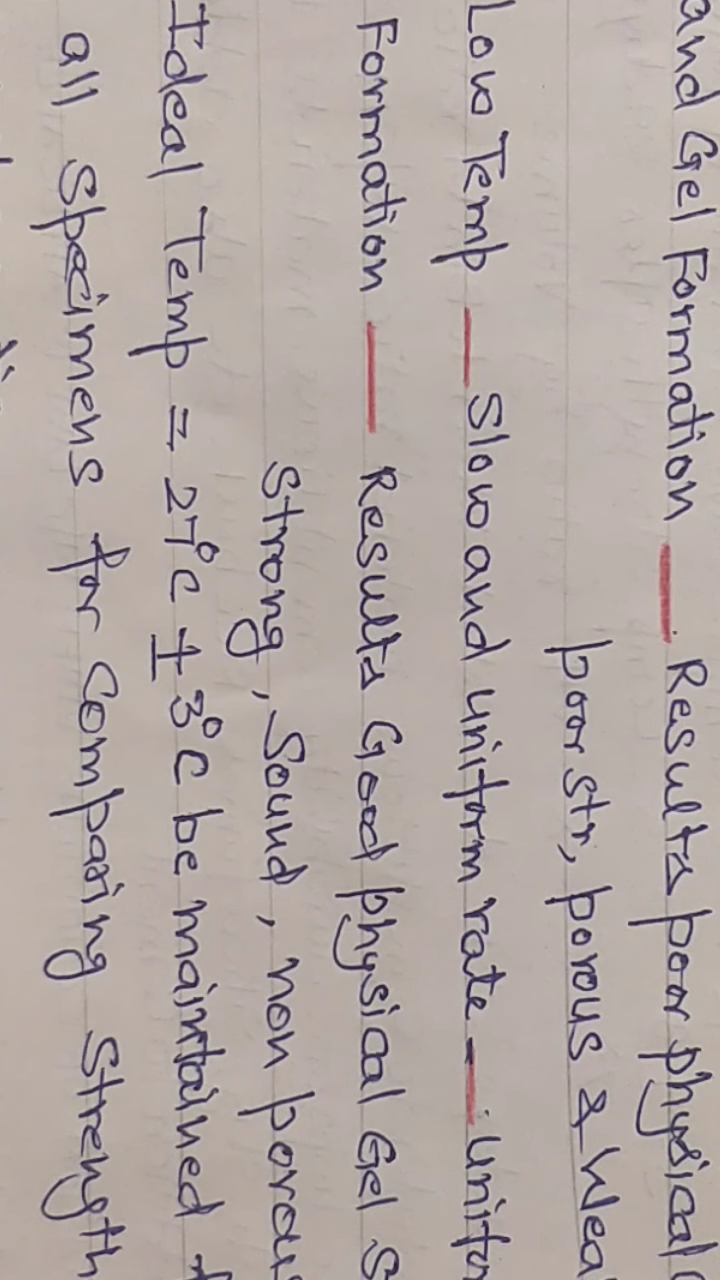 and Gel Formation — Results poor physical
poor str, porous & Wea
Low Temp — Slow and uniform rate — unifor
Formation — Results Good physical Gel S
Strong, Sound, non porou
Ideal Temp = 27°C ± 3°C be maintained f
all Specimens for Comparing Strength